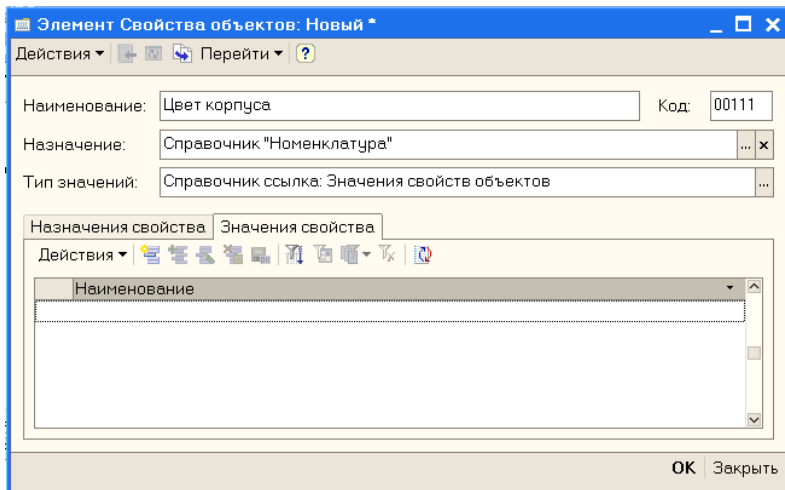 Элемент Свойства объектов: Новый *
Действия Перейти ?
Наименование: Цвет корпуса Код: 00111
Назначение: Справочник "Номенклатура" ... x
Тип значений: Справочник ссылка: Значения свойств объектов ...
Назначения свойства Значения свойства
Действия
Наименование
OK Закрыть